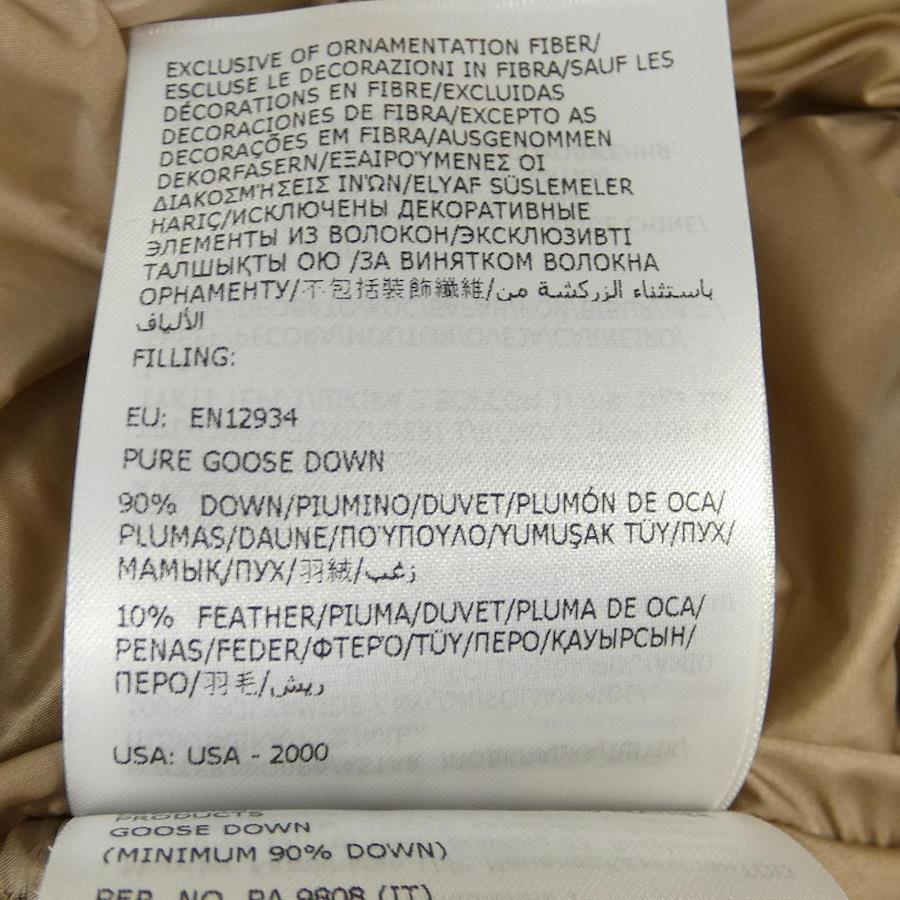 EXCLUSIVE OF ORNAMENTATION FIBER/
ESCLUSE LE DECORAZIONI IN FIBRA/SAUF LES
DÉCORATIONS EN FIBRE/EXCLUIDAS
DECORACIONES DE FIBRA/EXCEPTO AS
DECORAÇÕES EM FIBRA/AUSGENOMMEN
DEKORFASERN/ΕΞΑΙΡΟΎΜΕΝΕΣ ΟΙ
ΔΙΑΚΟΣΜΉΣΕΙΣ ΙΝΏΝ/ELYAF SÜSLEMELER
HARIÇ/ИСКЛЮЧЕНЫ ДЕКОРАТИВНЫЕ
ЭЛЕМЕНТЫ ИЗ ВОЛОКОН/ЭКСКЛЮЗИВТІ
ТАЛШЫҚТЫ ОЮ /ЗА ВИНЯТКОМ ВОЛОКНА
ОРНАМЕНТУ/不包括裝飾纖維/باستثناء الزركشة من
الألياف
FILLING:
EU: EN12934
PURE GOOSE DOWN
90% DOWN/PIUMINO/DUVET/PLUMÓN DE OCA/
PLUMAS/DAUNE/ΠΟΎΠΟΥΛΟ/YUMUŞAK TÜY/ПУХ/
МАМЫҚ/ПУХ/羽絨/زغب
10% FEATHER/PIUMA/DUVET/PLUMA DE OCA/
PENAS/FEDER/ΦΤΕΡΌ/TÜY/ПЕРО/ҚАУЫРСЫН/
ПЕРО/羽毛/ريش
USA: USA - 2000
PRODUCTS
GOOSE DOWN
(MINIMUM 90% DOWN)
REP. NO. PA 9808 (IT)